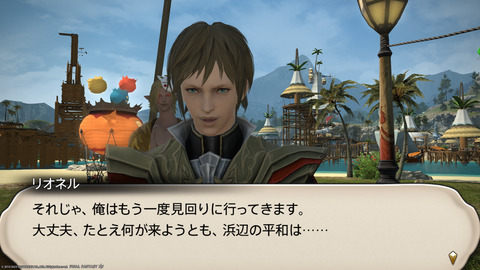 リオネル
それじゃ、俺はもう一度見回りに行ってきます。
大丈夫、たとえ何が来ようとも、浜辺の平和は……